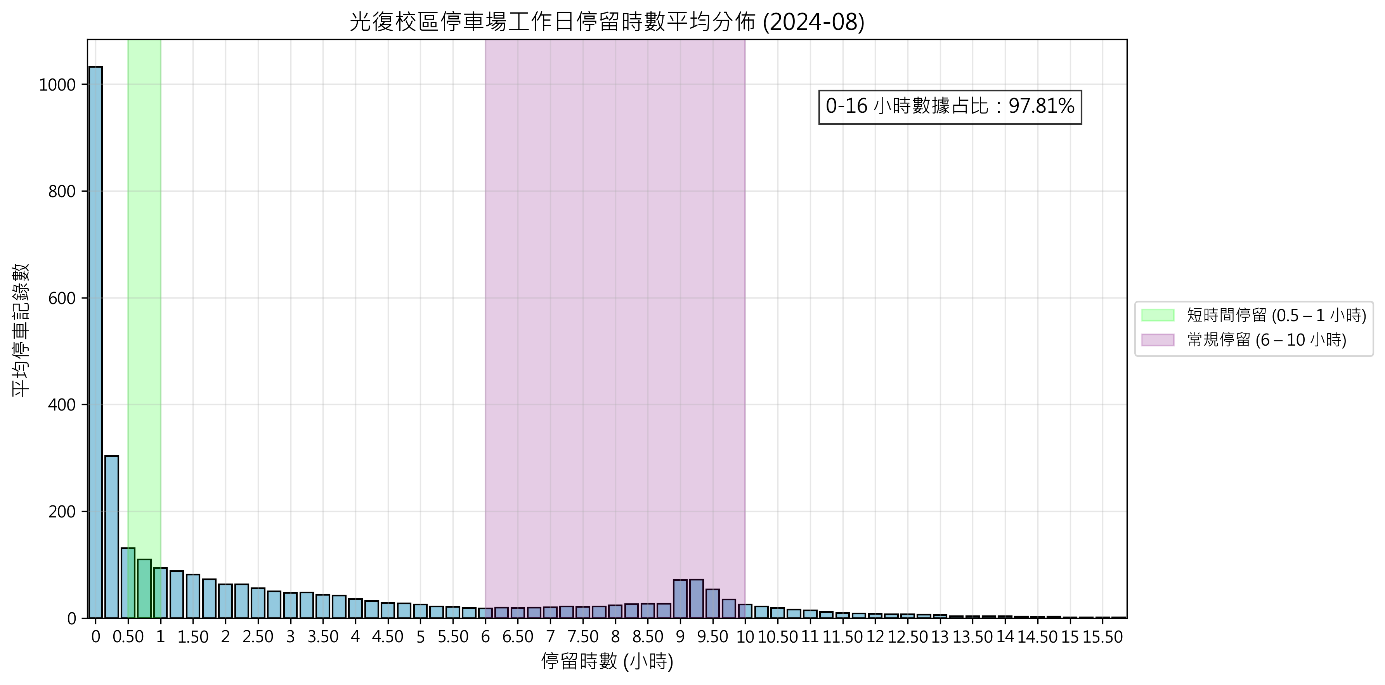 光復校區停車場工作日停留時數平均分佈 (2024-08)
0-16 小時數據占比：97.81%
平均停車記錄數
1000
800
600
400
200
0
0 0.50 1 1.50 2 2.50 3 3.50 4 4.50 5 5.50 6 6.50 7 7.50 8 8.50 9 9.50 10 10.50 11 11.50 12 12.50 13 13.50 14 14.50 15 15.50
停留時數 (小時)
短時間停留 (0.5 – 1 小時)
常規停留 (6 – 10 小時)